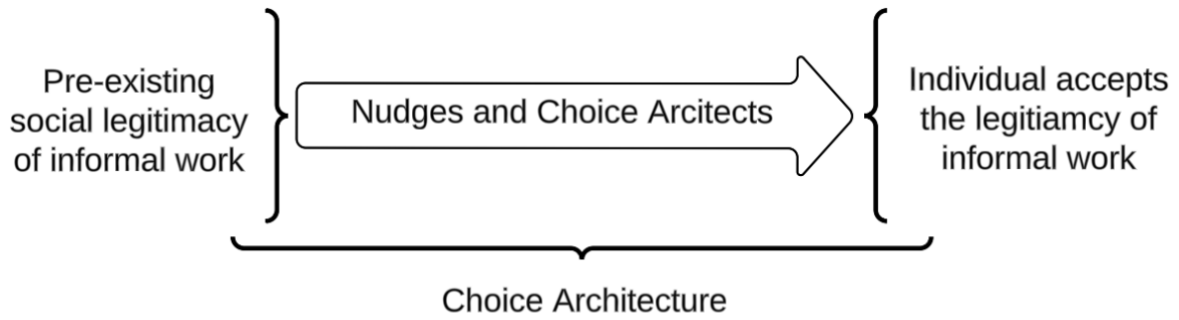 Pre-existing
social legitimacy
of informal work
Nudges and Choice Arcitects
Individual accepts
the legitiamcy of
informal work
Choice Architecture